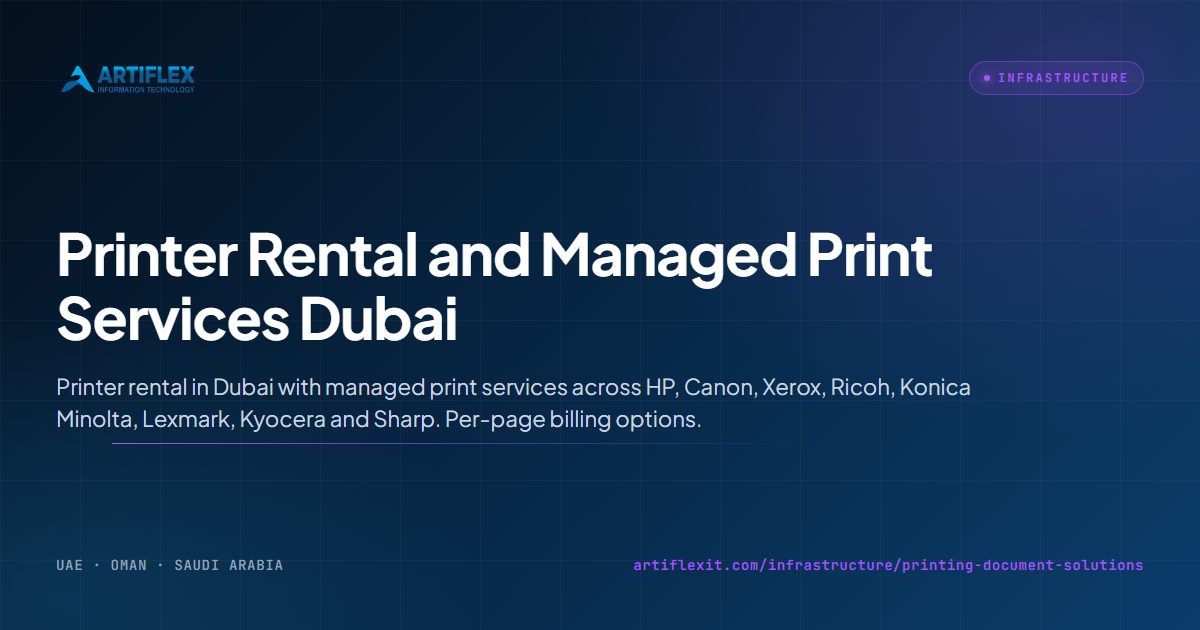 ARTIFLEX
INFORMATION TECHNOLOGY
INFRASTRUCTURE
Printer Rental and Managed Print
Services Dubai
Printer rental in Dubai with managed print services across HP, Canon, Xerox, Ricoh, Konica
Minolta, Lexmark, Kyocera and Sharp. Per-page billing options.
UAE · OMAN · SAUDI ARABIA
artiflexit.com/infrastructure/printing-document-solutions